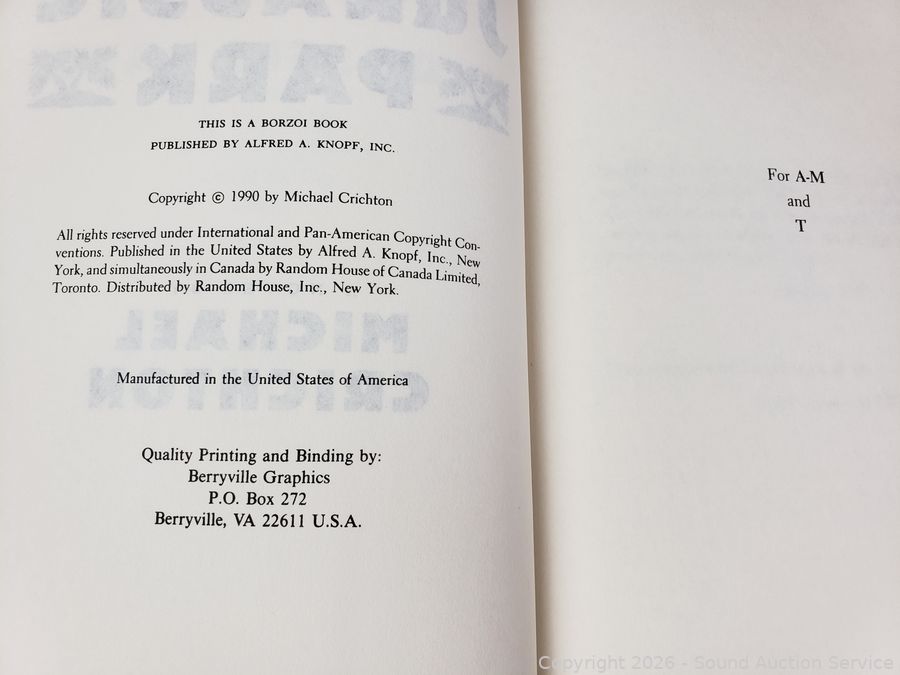 JURASSIC
PARK
THIS IS A BORZOI BOOK
PUBLISHED BY ALFRED A. KNOPF, INC.
Copyright © 1990 by Michael Crichton
All rights reserved under International and Pan-American Copyright Con-
ventions. Published in the United States by Alfred A. Knopf, Inc., New
York, and simultaneously in Canada by Random House of Canada Limited,
Toronto. Distributed by Random House, Inc., New York.
MICHAEL
Manufactured in the United States of America
CRICHTON
Quality Printing and Binding by:
Berryville Graphics
P.O. Box 272
Berryville, VA 22611 U.S.A.
For A-M
and
T
Copyright 2026 - Sound Auction Service